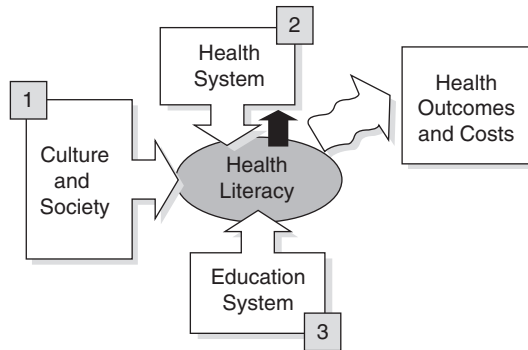 1
Culture
and
Society
2
Health
System
Health
Literacy
Education
System
3
Health
Outcomes
and Costs